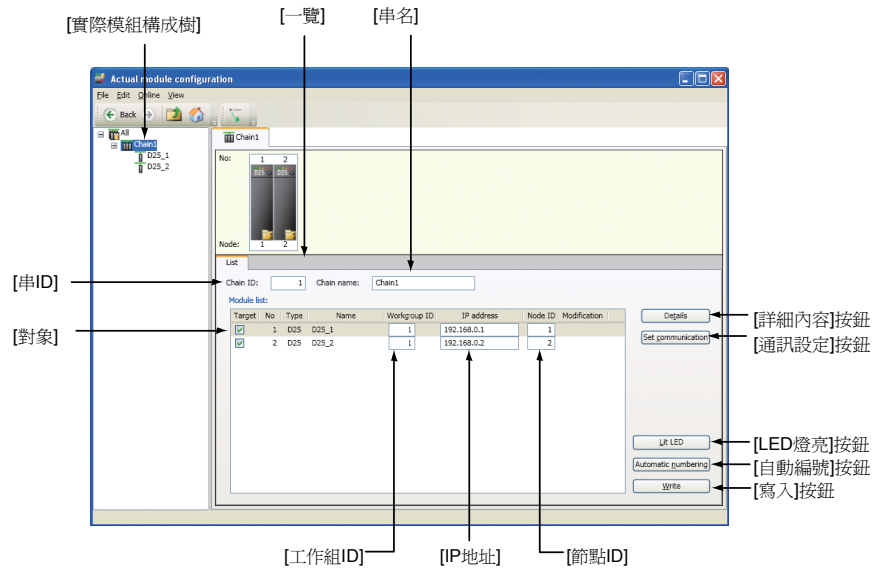 [實際模組構成樹]
[一覽]
[串名]
Actual module configuration
File Edit Online View
Back
All
Chain1
D25_1
D25_2
Chain1
No: 1 2
D25 D25
Node: 1 2
List
[串ID]
Chain ID: 1 Chain name: Chain1
Module list:
Target No Type Name Workgroup ID IP address Node ID Modification
[對象]
1 D25 D25_1 1 192.168.0.1 1
2 D25 D25_2 1 192.168.0.2 2
Details
[詳細內容]按鈕
Set communication
[通訊設定]按鈕
Lit LED
[LED燈亮]按鈕
Automatic numbering
[自動編號]按鈕
Write
[寫入]按鈕
[工作組ID]
[IP地址]
[節點ID]